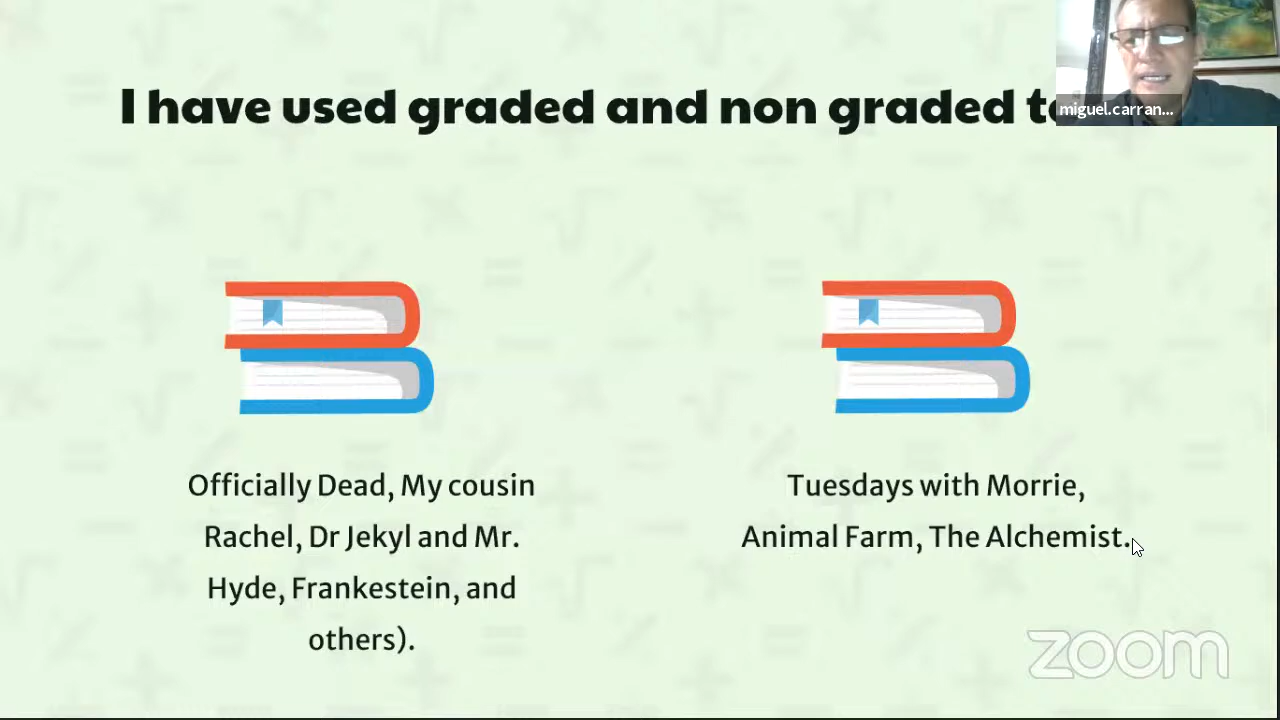 I have used graded and non graded
miguel.carran...
Officially Dead, My cousin
Rachel, Dr Jekyl and Mr.
Hyde, Frankestein, and
others).
Tuesdays with Morrie,
Animal Farm, The Alchemist.
zoom